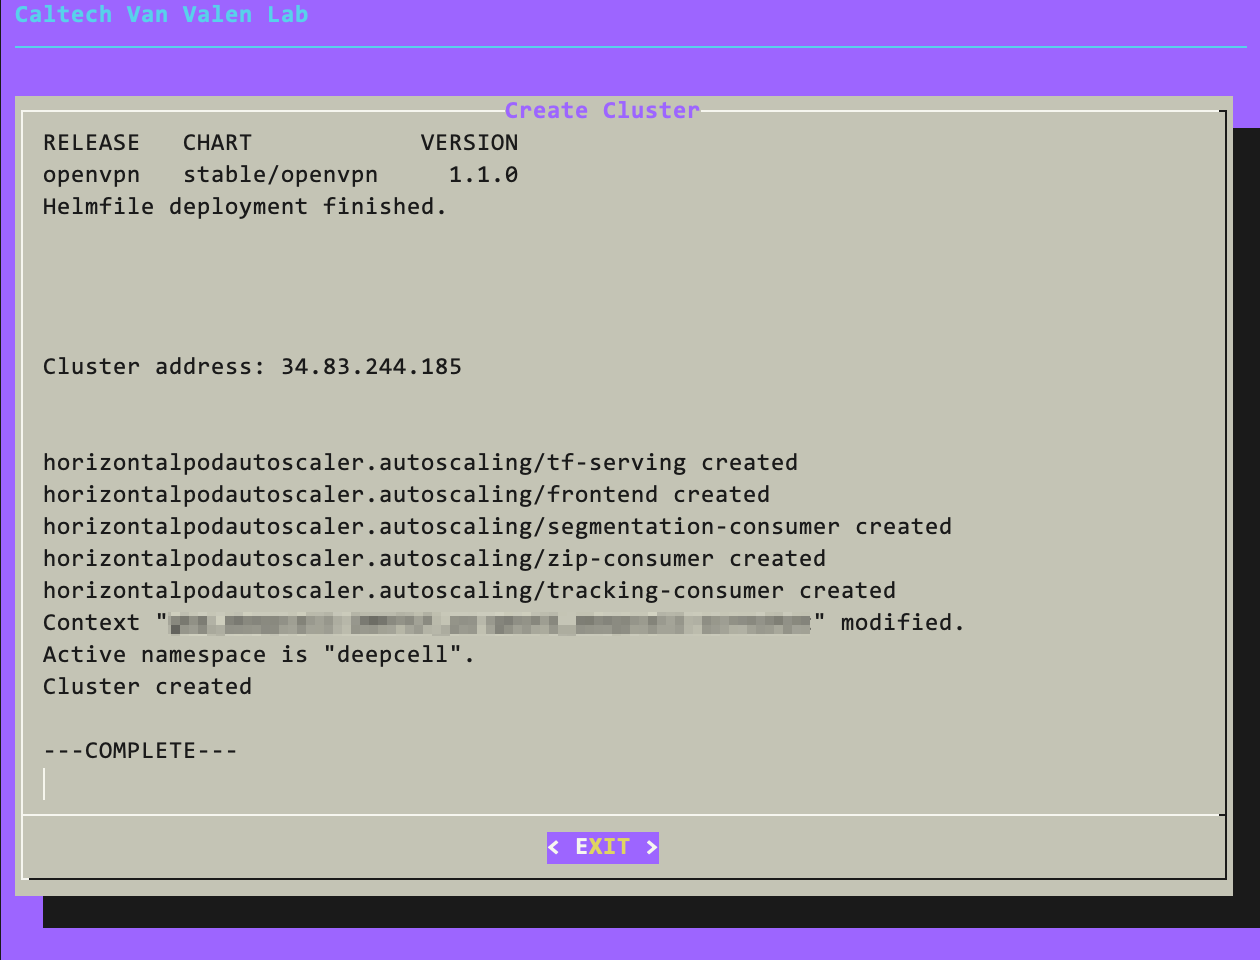 Caltech Van Valen Lab
Create Cluster
RELEASE   CHART            VERSION
openvpn   stable/openvpn     1.1.0
Helmfile deployment finished.
Cluster address: 34.83.244.185
horizontalpodautoscaler.autoscaling/tf-serving created
horizontalpodautoscaler.autoscaling/frontend created
horizontalpodautoscaler.autoscaling/segmentation-consumer created
horizontalpodautoscaler.autoscaling/zip-consumer created
horizontalpodautoscaler.autoscaling/tracking-consumer created
Context "" modified.
Active namespace is "deepcell".
Cluster created
---COMPLETE---
< EXIT >